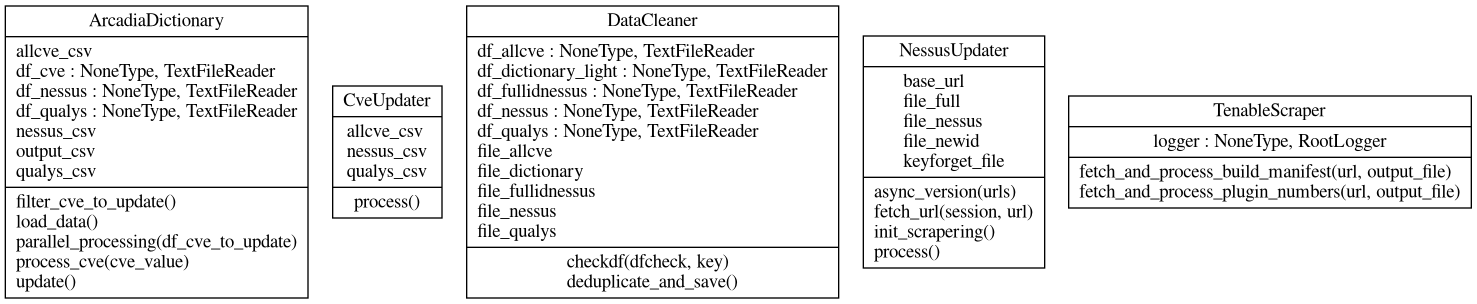 ArcadiaDictionary
allcve_csv
df_cve : NoneType, TextFileReader
df_nessus : NoneType, TextFileReader
df_qualys : NoneType, TextFileReader
nessus_csv
output_csv
qualys_csv
filter_cve_to_update()
load_data()
parallel_processing(df_cve_to_update)
process_cve(cve_value)
update()
CveUpdater
allcve_csv
nessus_csv
qualys_csv
process()
DataCleaner
df_allcve : NoneType, TextFileReader
df_dictionary_light : NoneType, TextFileReader
df_fullidnessus : NoneType, TextFileReader
df_nessus : NoneType, TextFileReader
df_qualys : NoneType, TextFileReader
file_allcve
file_dictionary
file_fullidnessus
file_nessus
file_qualys
checkdf(dfcheck, key)
deduplicate_and_save()
NessusUpdater
base_url
file_full
file_nessus
file_newid
keyforget_file
async_version(urls)
fetch_url(session, url)
init_scrapering()
process()
TenableScraper
logger : NoneType, RootLogger
fetch_and_process_build_manifest(url, output_file)
fetch_and_process_plugin_numbers(url, output_file)